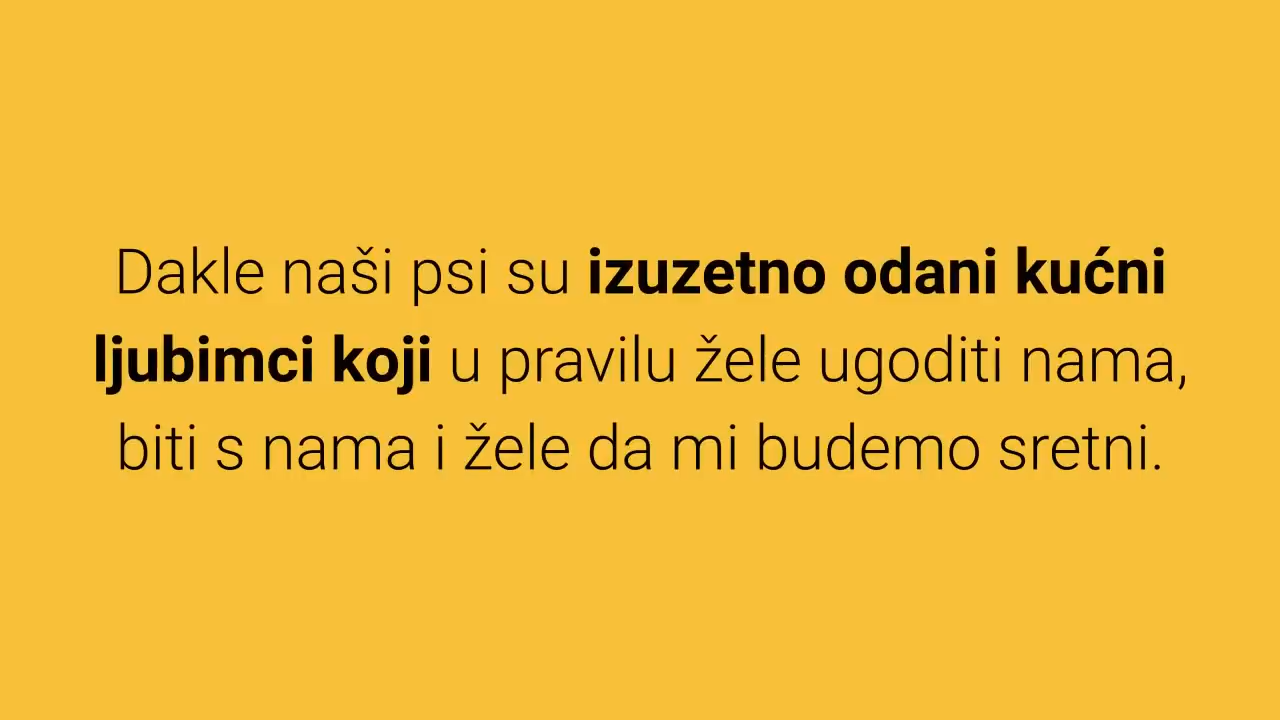 Dakle naši psi su izuzetno odani kućni
ljubimci koji u pravilu žele ugoditi nama,
biti s nama i žele da mi budemo sretni.